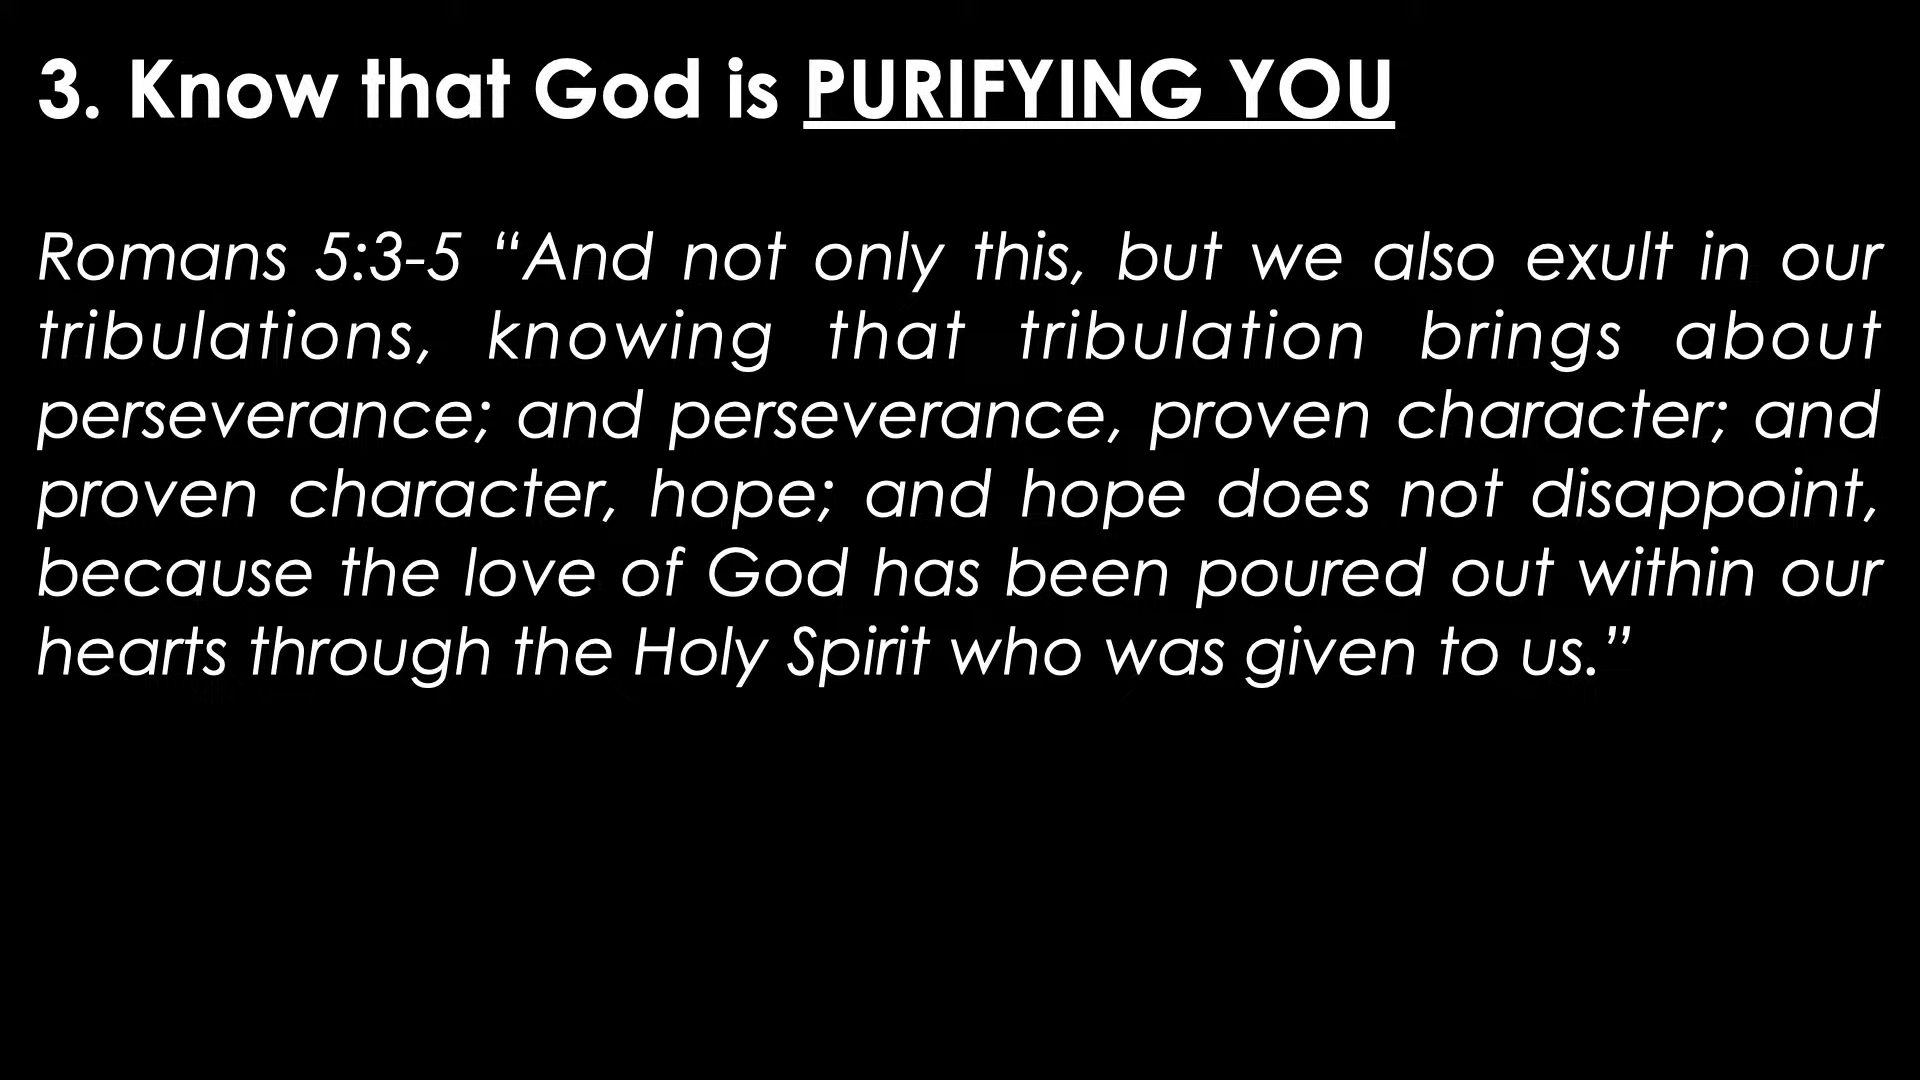 3. Know that God is PURIFYING YOU
Romans 5:3-5 “And not only this, but we also exult in our
tribulations, knowing that tribulation brings about
perseverance; and perseverance, proven character; and
proven character, hope; and hope does not disappoint,
because the love of God has been poured out within our
hearts through the Holy Spirit who was given to us.”